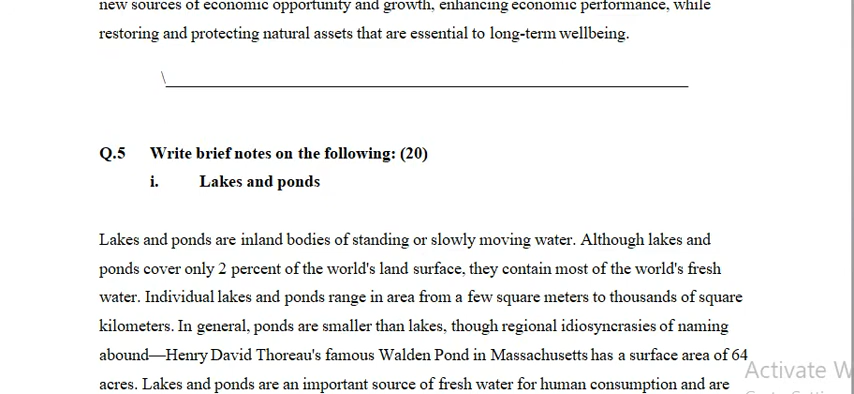 new sources of economic opportunity and growth, enhancing economic performance, while
restoring and protecting natural assets that are essential to long-term wellbeing.
\
Q.5 Write brief notes on the following: (20)
i. Lakes and ponds
Lakes and ponds are inland bodies of standing or slowly moving water. Although lakes and
ponds cover only 2 percent of the world's land surface, they contain most of the world's fresh
water. Individual lakes and ponds range in area from a few square meters to thousands of square
kilometers. In general, ponds are smaller than lakes, though regional idiosyncrasies of naming
abound—Henry David Thoreau's famous Walden Pond in Massachusetts has a surface area of 64
acres. Lakes and ponds are an important source of fresh water for human consumption and are
Activate W